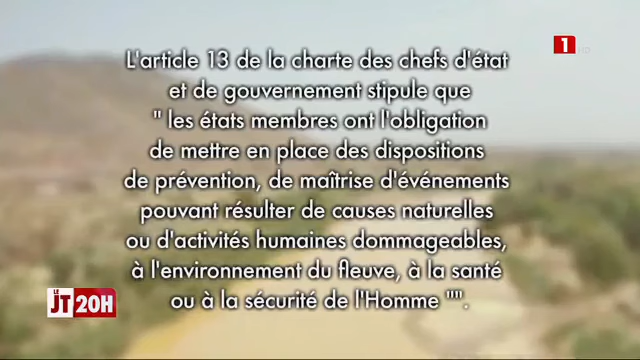 1
L'article 13 de la charte des chefs d'état
et de gouvernement stipule que
" les états membres ont l'obligation
de mettre en place des dispositions
de prévention, de maîtrise d'événements
pouvant résulter de causes naturelles
ou d'activités humaines dommageables,
à l'environnement du fleuve, à la santé
ou à la sécurité de l'Homme "".
LE
JT 20H